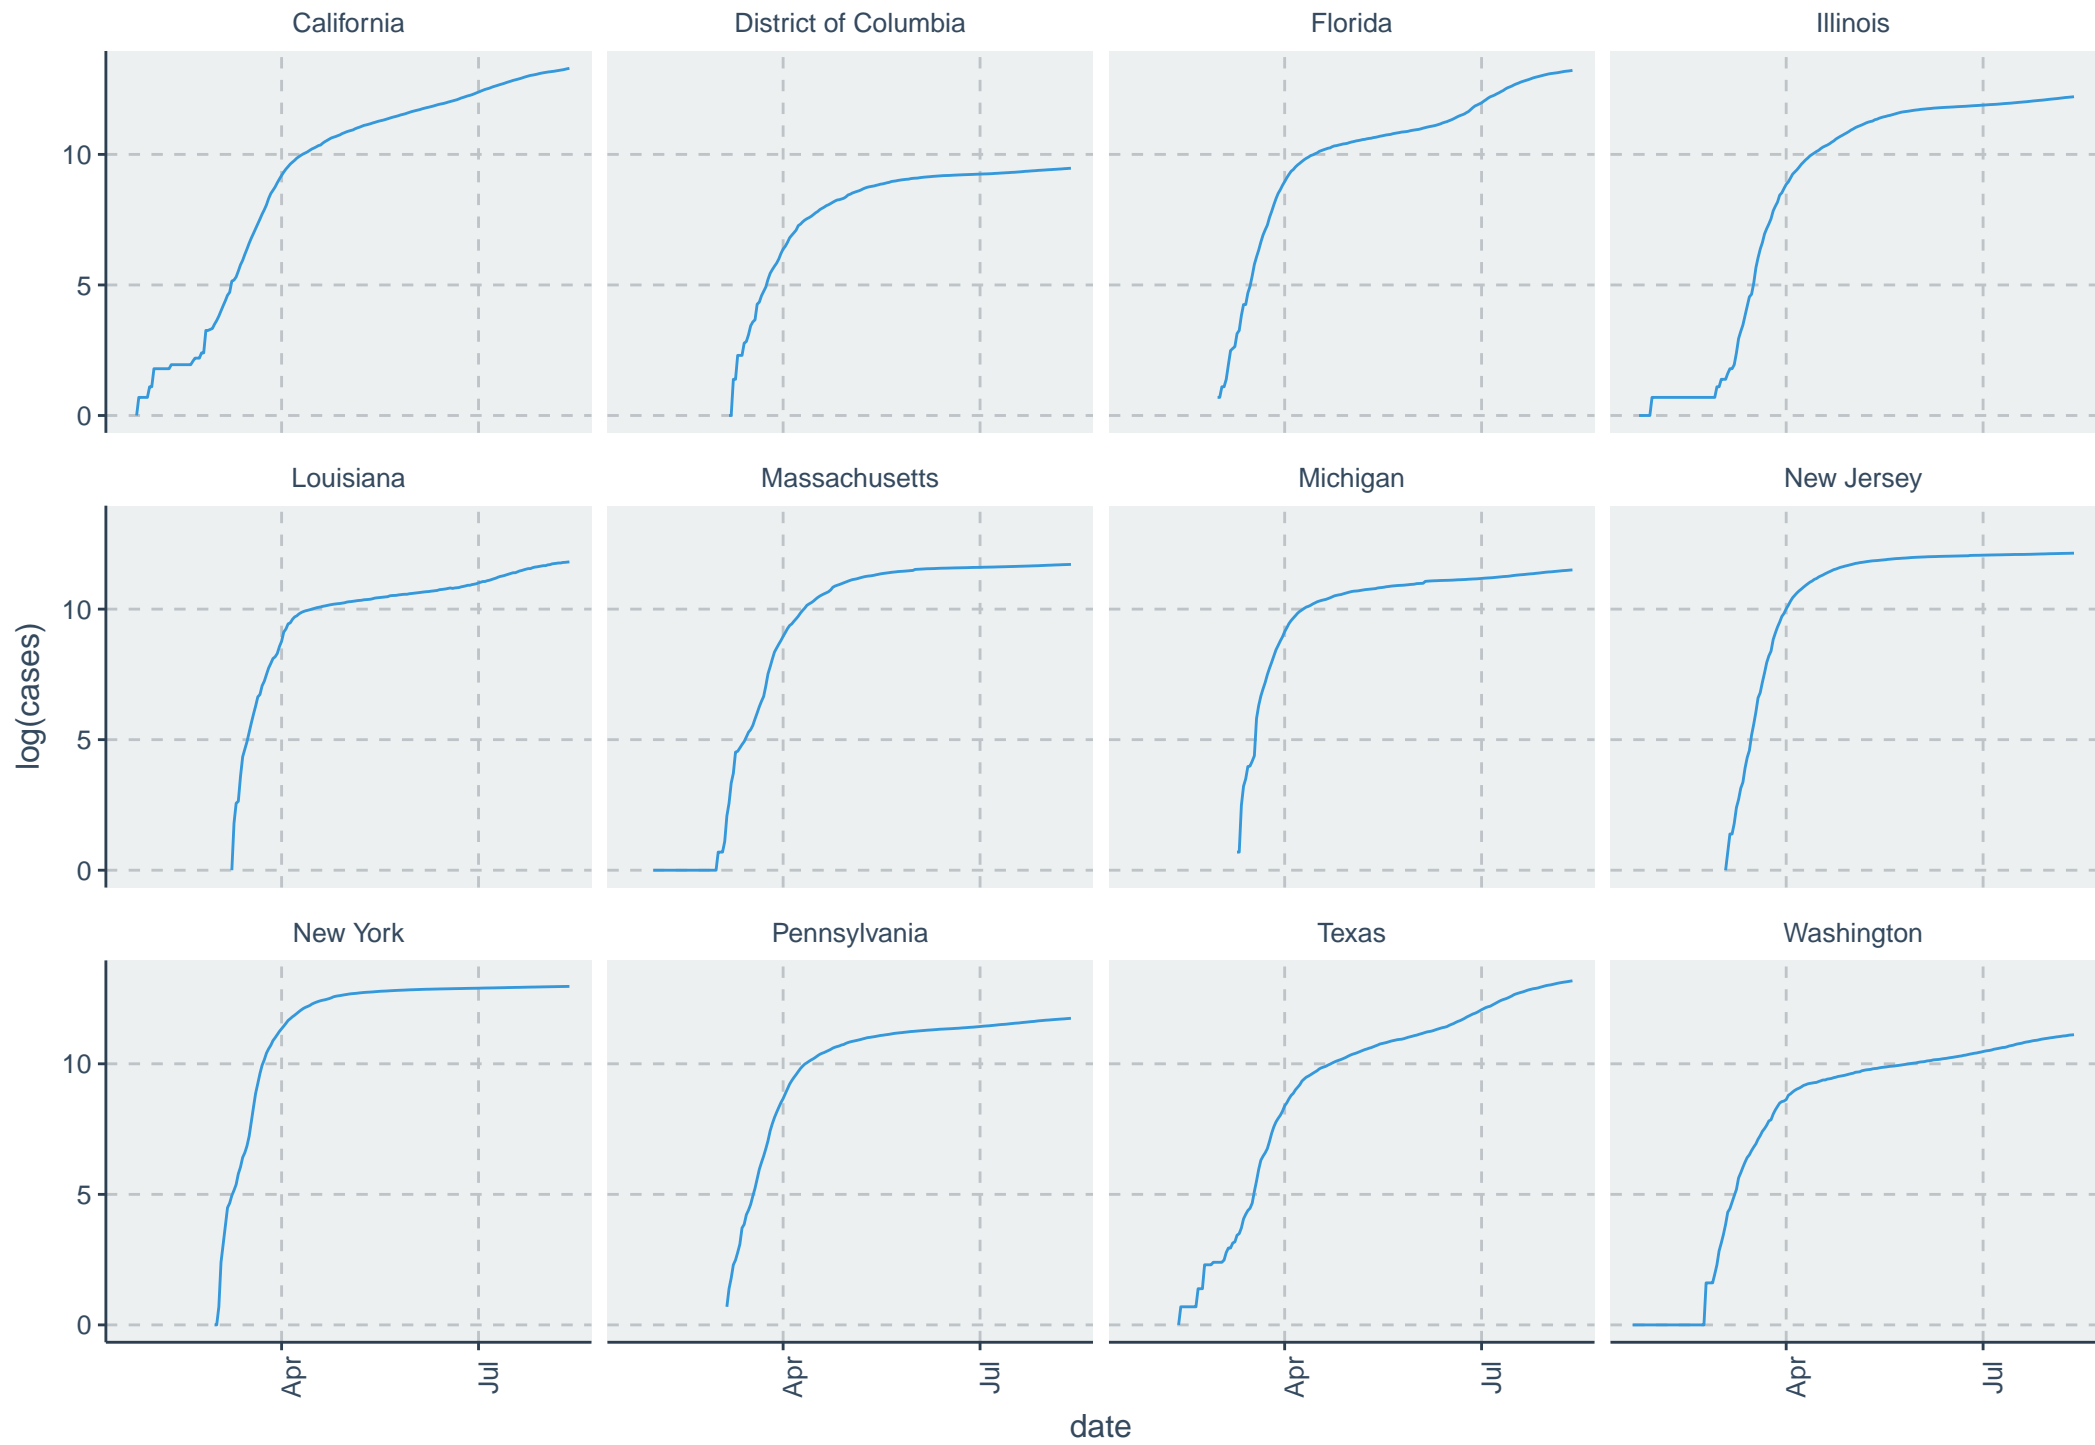 California
District of Columbia
Florida
Illinois
10
5
0
Louisiana
Massachusetts
Michigan
New Jersey
10
5
0
log(cases)
New York
Pennsylvania
Texas
Washington
10
5
0
Apr
Jul
Apr
Jul
Apr
Jul
Apr
Jul
date